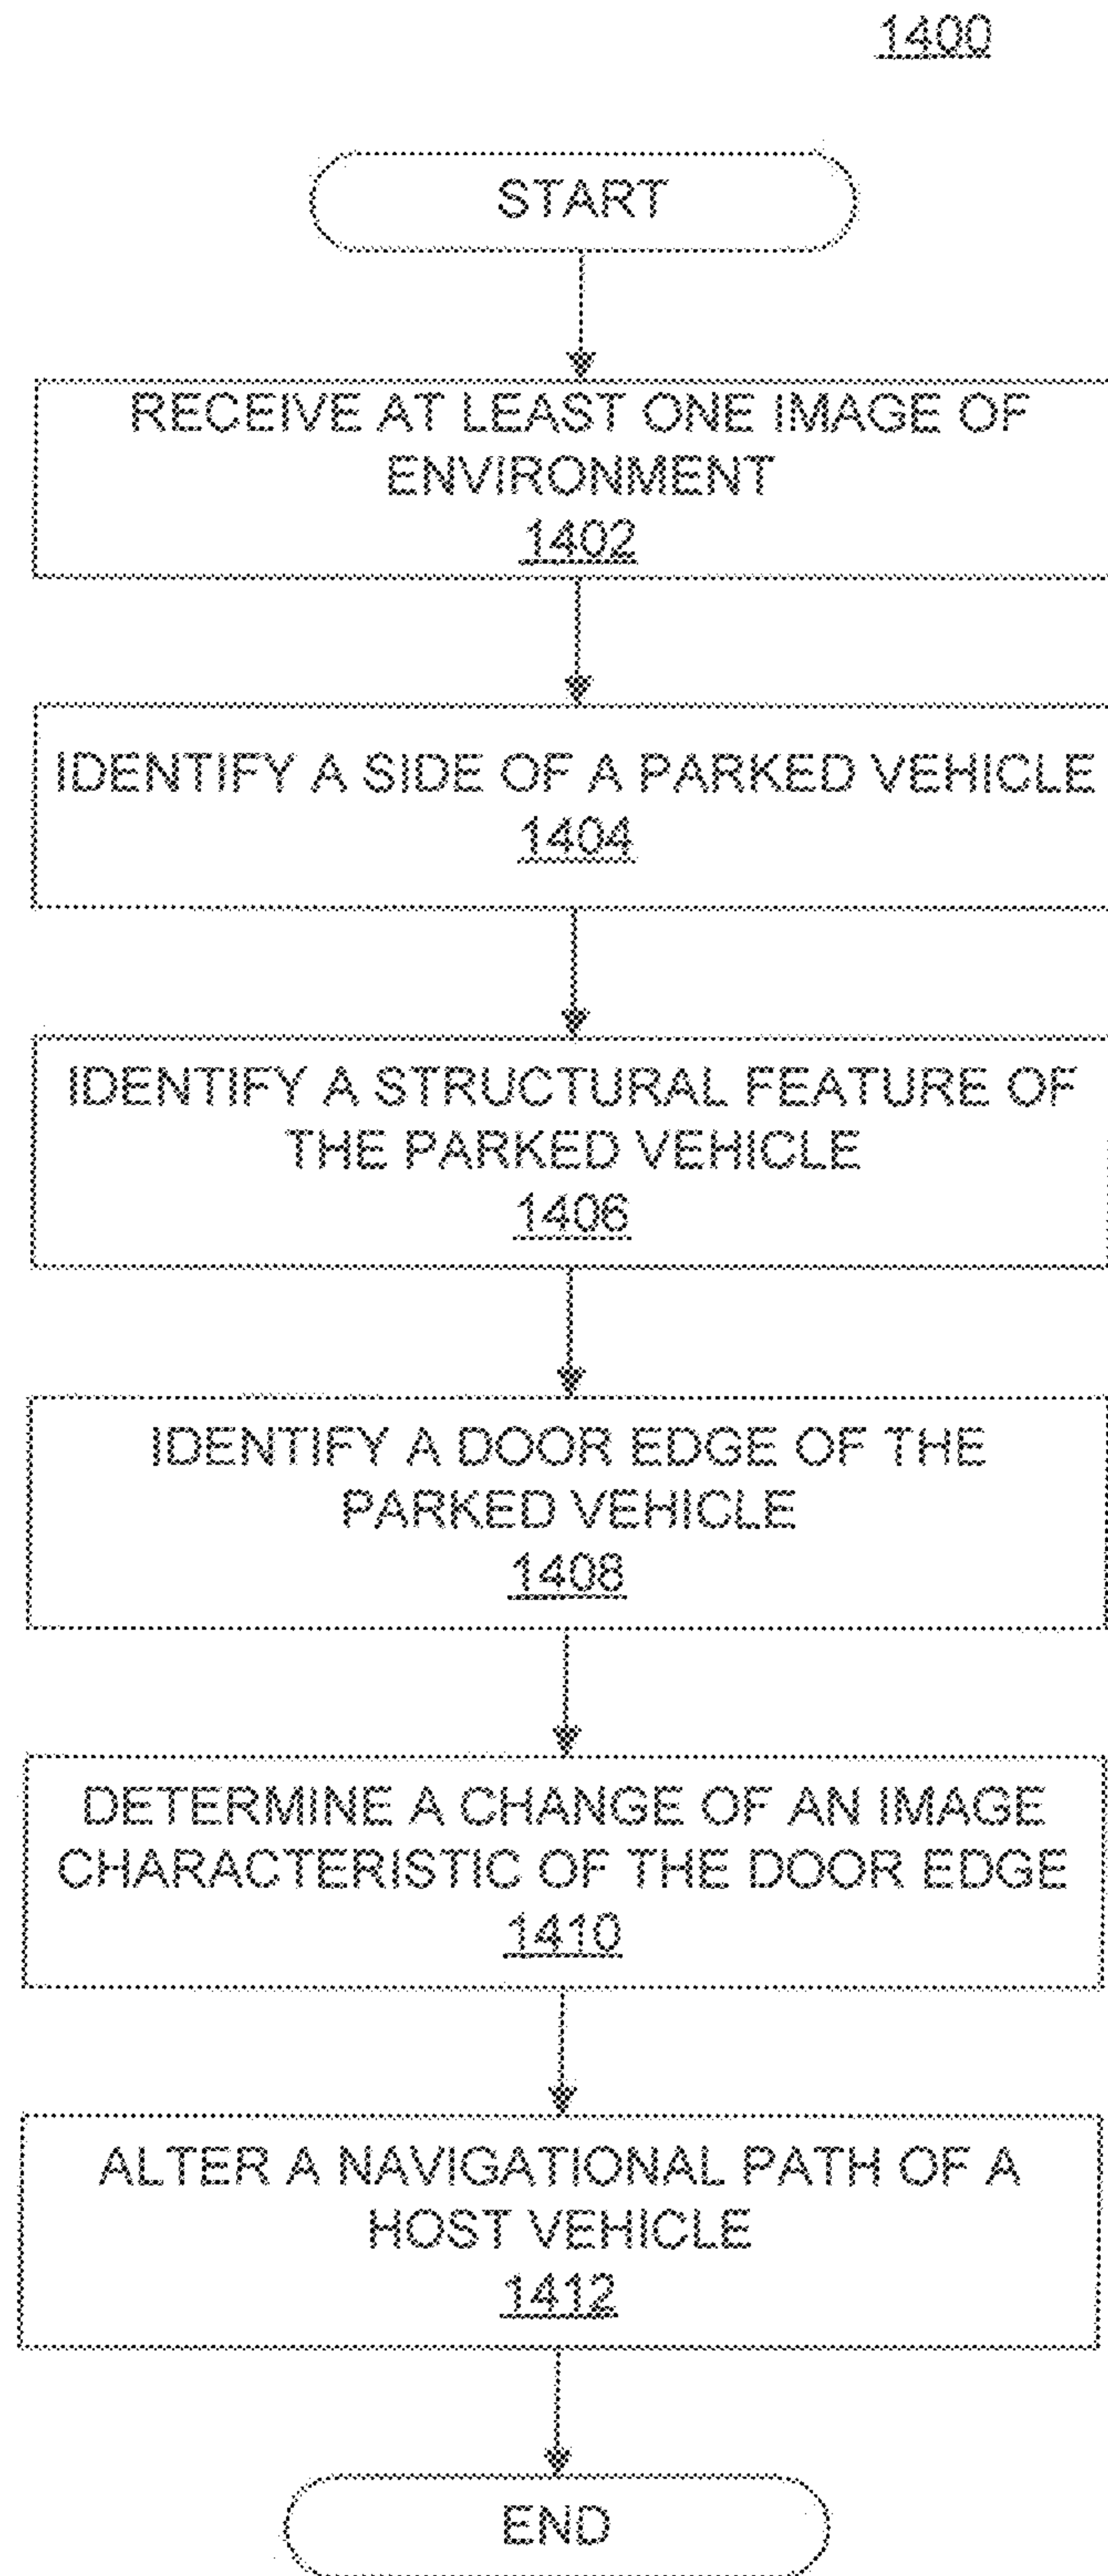 1400
START
RECEIVE AT LEAST ONE IMAGE OF
ENVIRONMENT
1402
IDENTIFY A SIDE OF A PARKED VEHICLE
1404
IDENTIFY A STRUCTURAL FEATURE OF
THE PARKED VEHICLE
1406
IDENTIFY A DOOR EDGE OF THE
PARKED VEHICLE
1408
DETERMINE A CHANGE OF AN IMAGE
CHARACTERISTIC OF THE DOOR EDGE
1410
ALTER A NAVIGATIONAL PATH OF A
HOST VEHICLE
1412
END